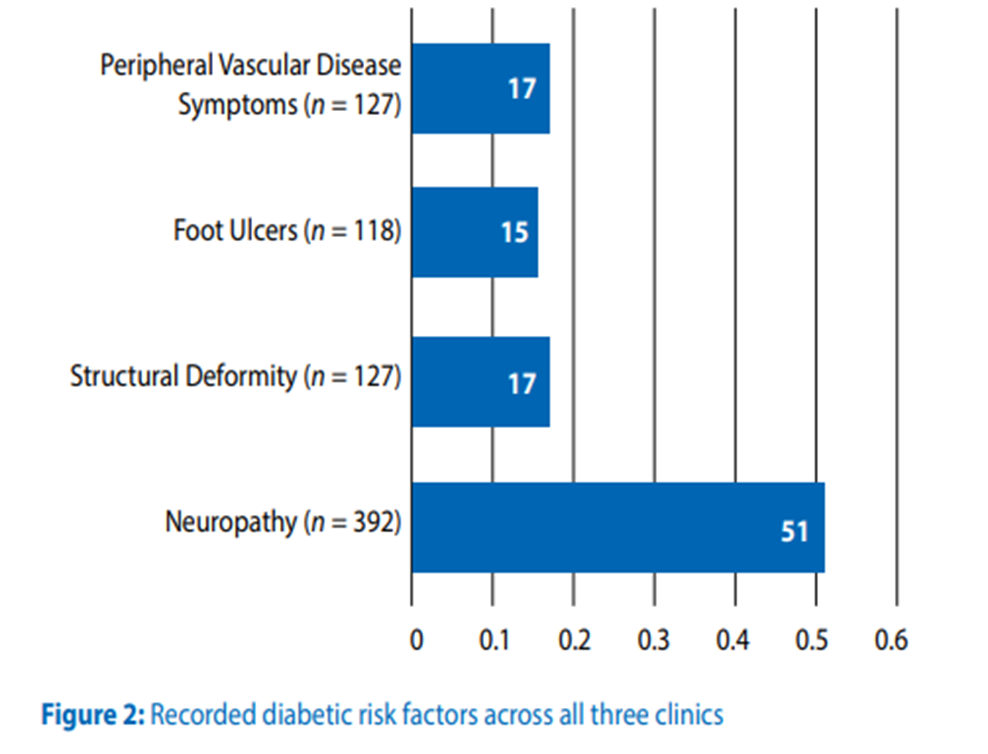 Peripheral Vascular Disease
Symptoms (n = 127)
17
Foot Ulcers (n = 118)
15
Structural Deformity (n = 127)
17
Neuropathy (n = 392)
51
0 0.1 0.2 0.3 0.4 0.5 0.6
Figure 2: Recorded diabetic risk factors across all three clinics